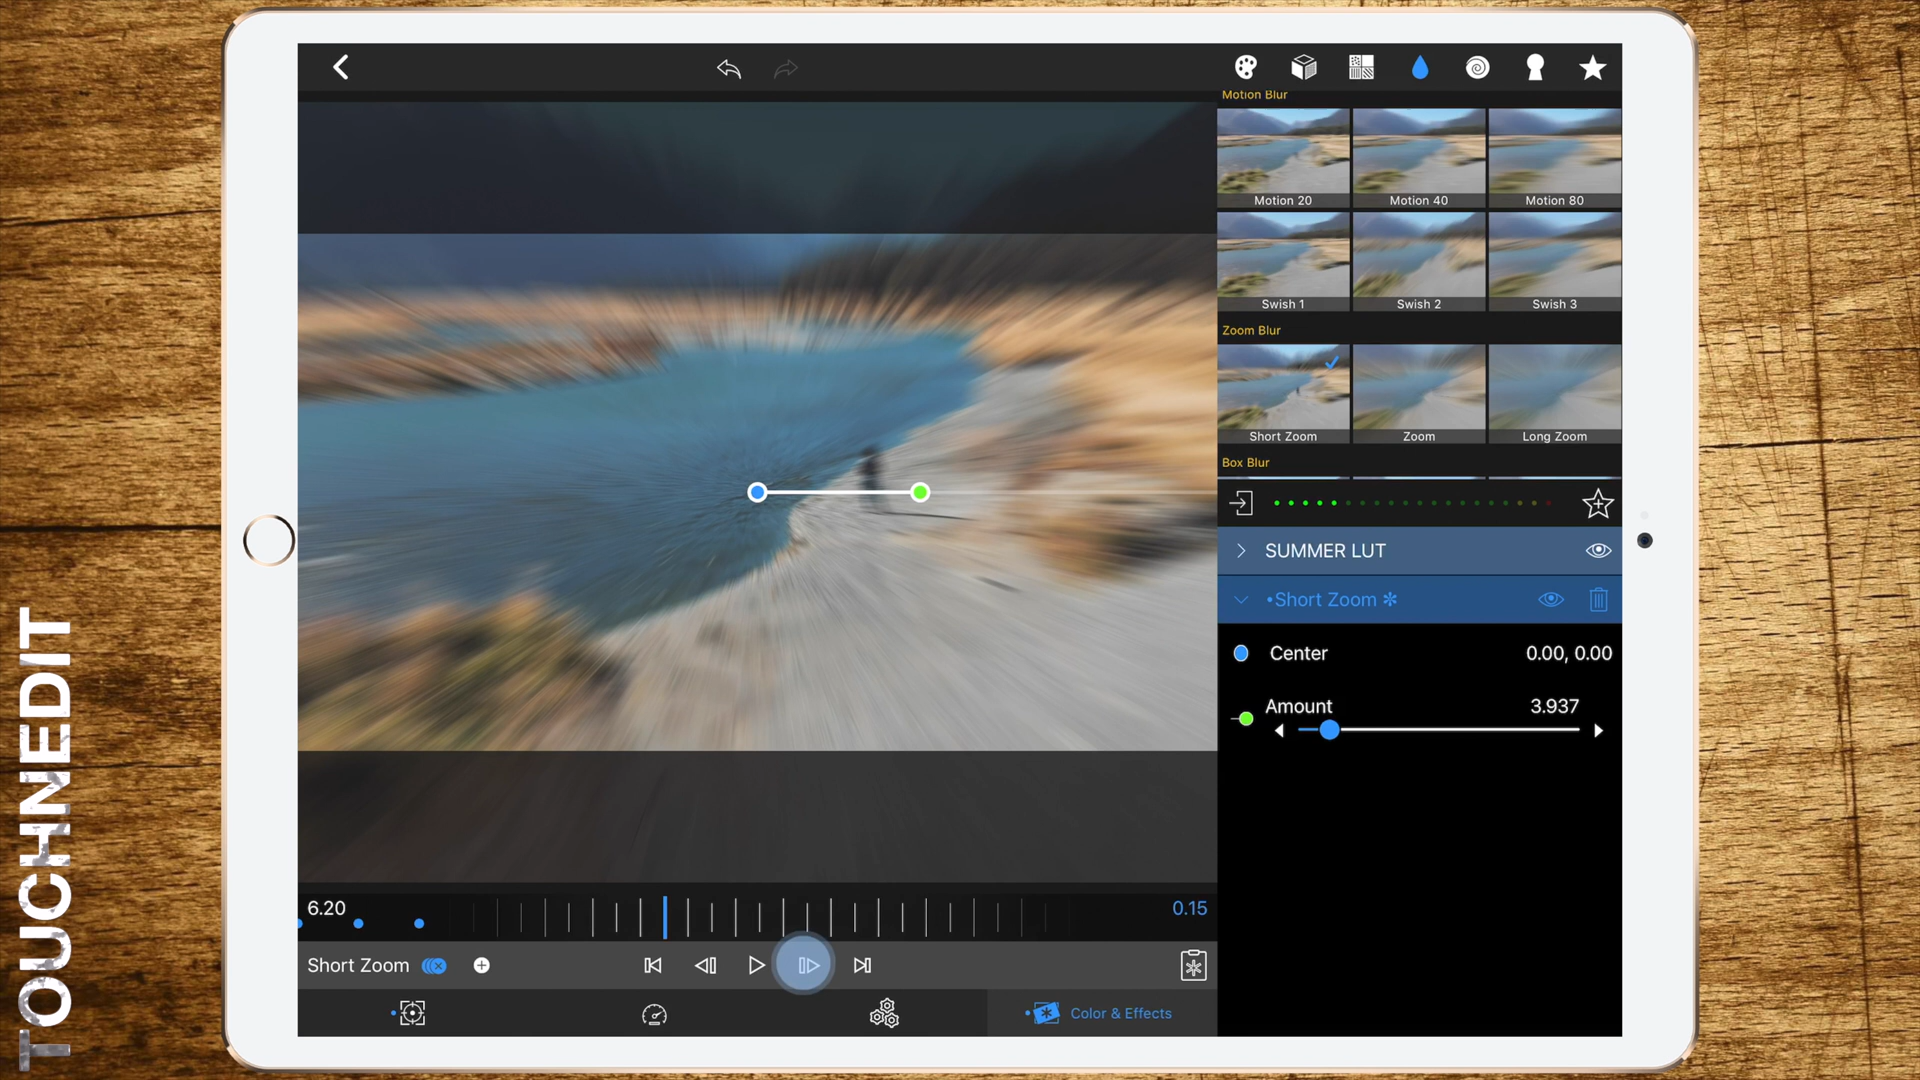 Motion Blur
Motion 20
Motion 40
Motion 80
Swish 1
Swish 2
Swish 3
Zoom Blur
Short Zoom
Zoom
Long Zoom
Box Blur
SUMMER LUT
•Short Zoom ✻
Center
0.00, 0.00
Amount
3.937
6.20
0.15
Short Zoom
Color & Effects
TOUCHNEDIT